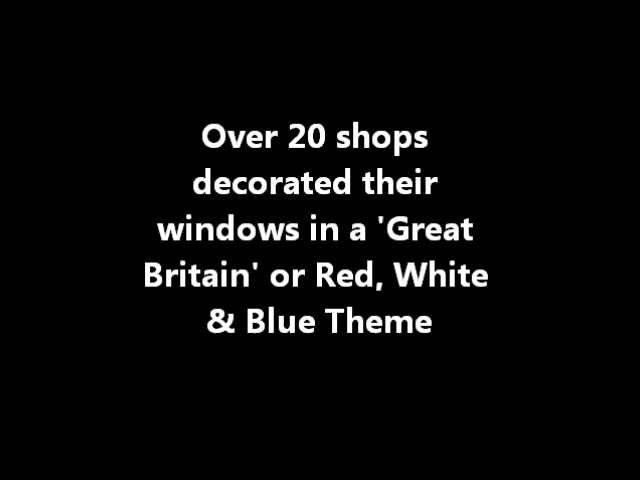 Over 20 shops
decorated their
windows in a 'Great
Britain' or Red, White
& Blue Theme